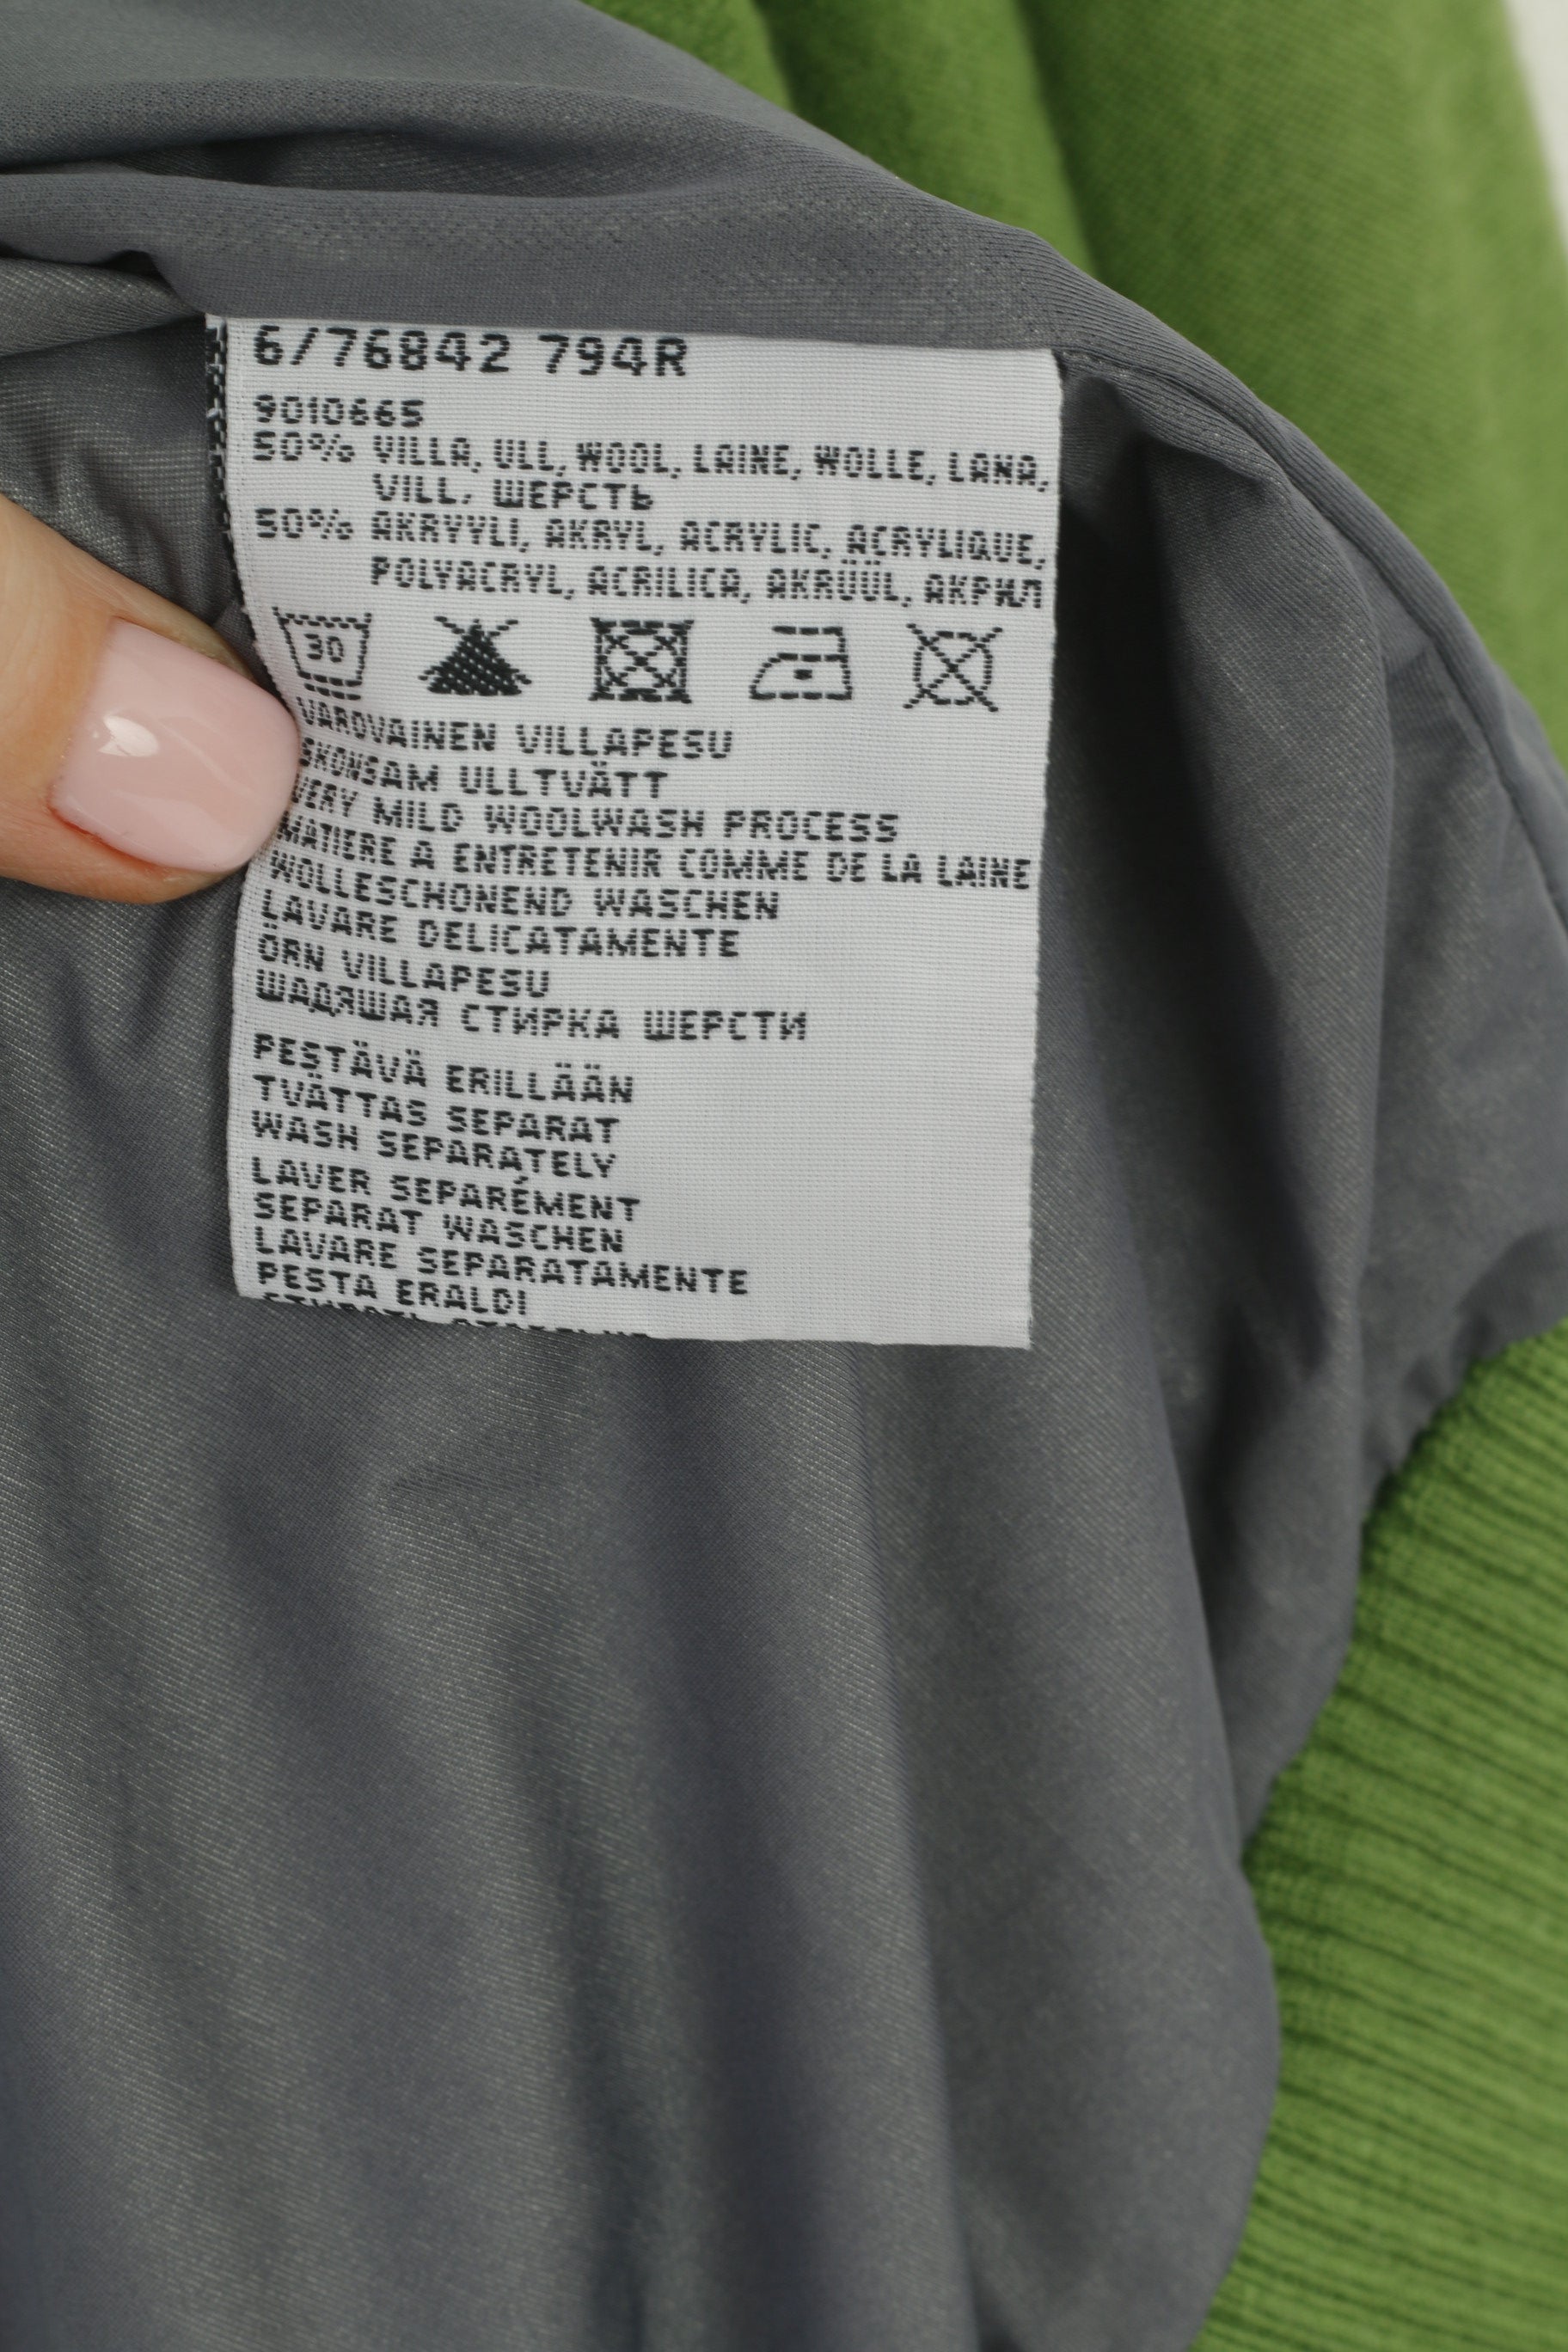 6/76842 794R
9010665
50% VILLA, ULL, WOOL, LAINE, WOLLE, LANA,
VILL, ШЕРСТЬ
50% AKRYYLI, AKRYL, ACRYLIC, ACRYLIQUE,
POLYACRYL, ACRILICA, AKRÜÜL, АКРИЛ
30
VAROVAINEN VILLAPESU
SKONSAM ULLTVÄTT
VERY MILD WOOLWASH PROCESS
MATIERE A ENTRETENIR COMME DE LA LAINE
WOLLESCHONEND WASCHEN
LAVARE DELICATAMENTE
ÖRN VILLAPESU
ЩАДЯЩАЯ СТИРКА ШЕРСТИ
PESTÄVÄ ERILLÄÄN
TVÄTTAS SEPARAT
WASH SEPARATELY
LAVER SEPARÉMENT
SEPARAT WASCHEN
LAVARE SEPARATAMENTE
PESTA ERALDI